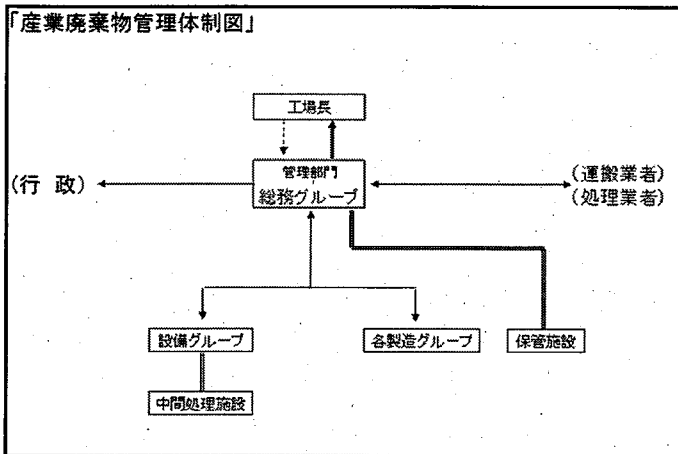 「産業廃棄物管理体制図」
工場長
管理部門
総務グループ
(行 政)
(運搬業者)
(処理業者)
設備グループ
各製造グループ
保管施設
中間処理施設